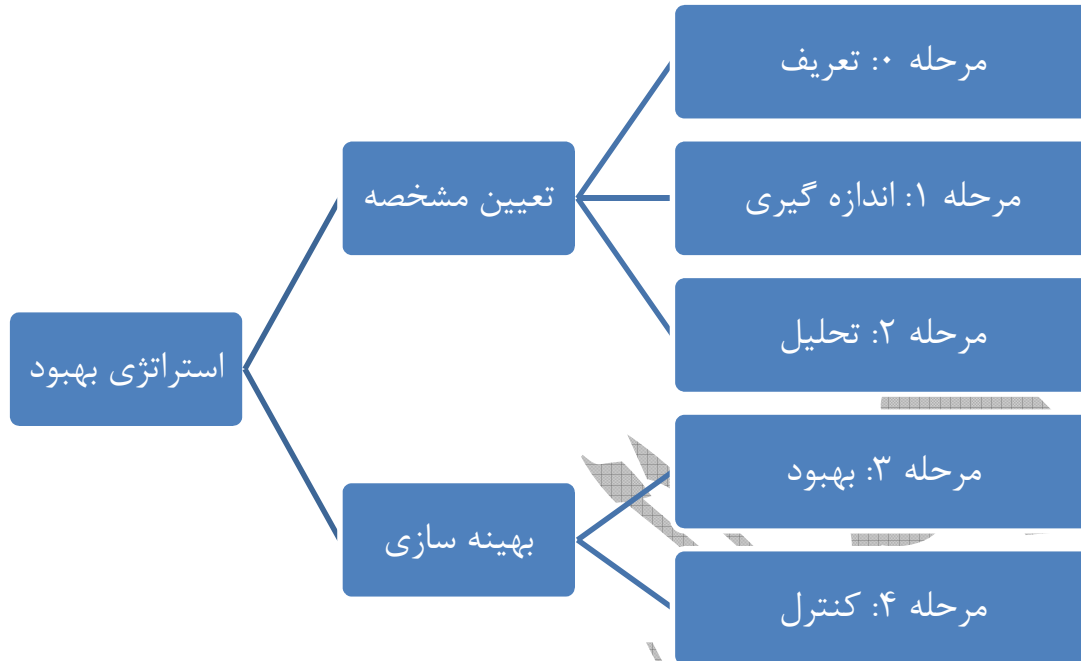 مرحله ۰: تعریف
تعیین مشخصه
مرحله ۱: اندازه گیری
مرحله ۲: تحلیل
استراتژی بهبود
مرحله ۳: بهبود
بهینه سازی
مرحله ۴: کنترل